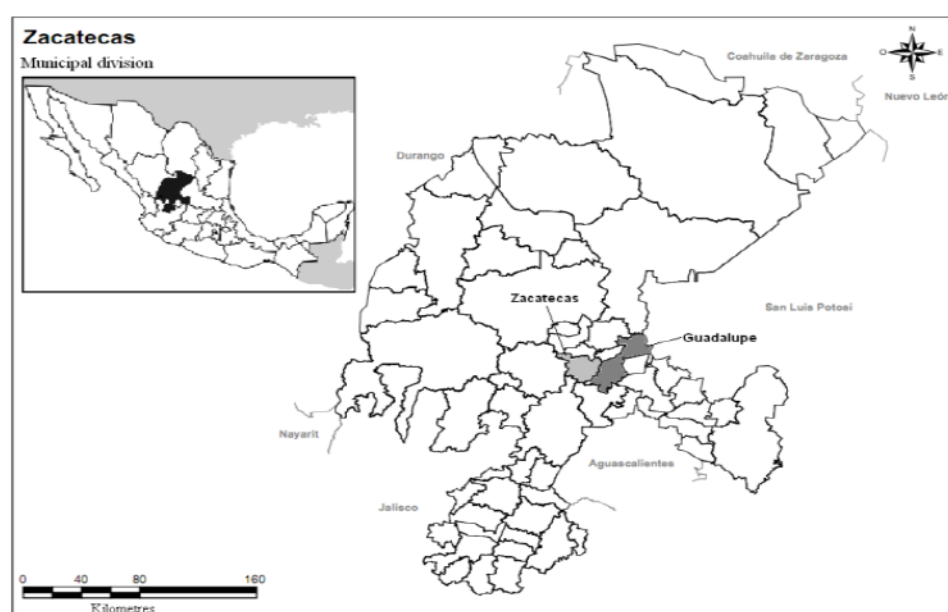 Zacatecas
Municipal division
N
O E
S
Coahuila de Zaragoza
Nuevo León
Durango
Zacatecas
San Luis Potosí
Guadalupe
Nayarit
Aguascalientes
Jalisco
0 40 80 160
Kilometres